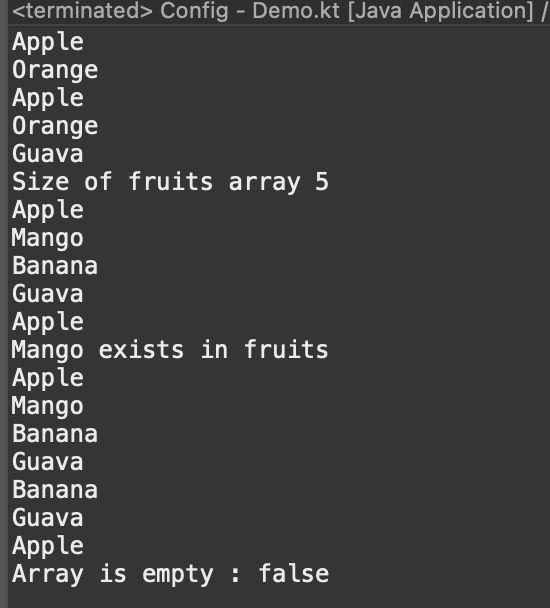 <terminated> Config - Demo.kt [Java Application] /
Apple
Orange
Apple
Orange
Guava
Size of fruits array 5
Apple
Mango
Banana
Guava
Apple
Mango exists in fruits
Apple
Mango
Banana
Guava
Banana
Guava
Apple
Array is empty : false